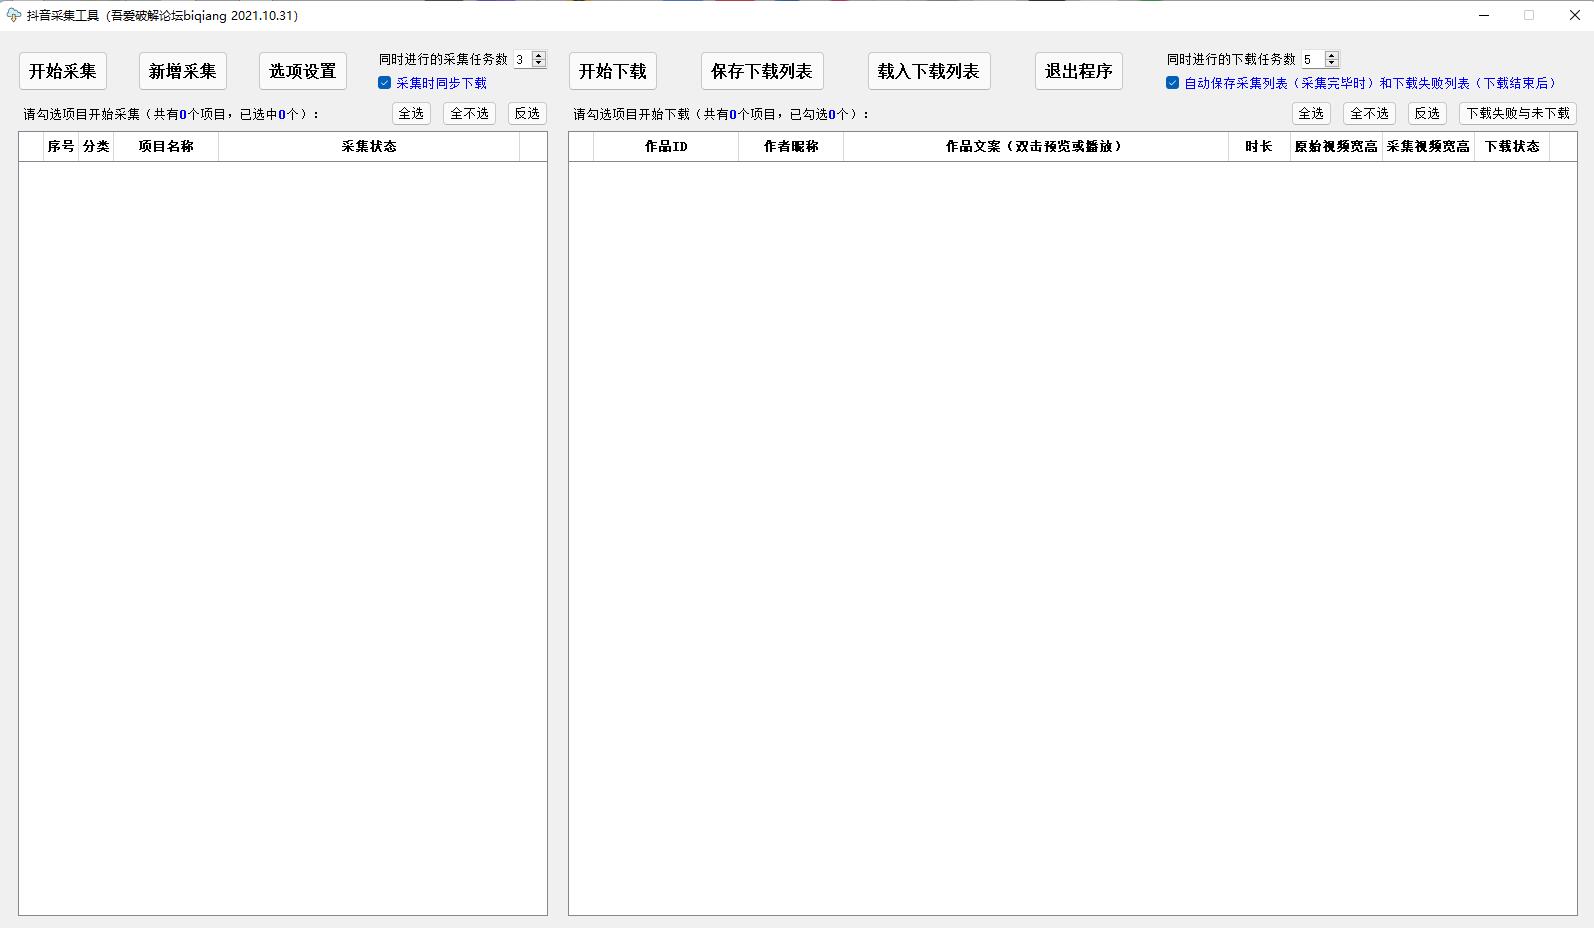 抖音采集工具（吾爱破解论坛biqiang 2021.10.31）
开始采集 新增采集 选项设置 同时进行的采集任务数 3
采集时同步下载
开始下载 保存下载列表 载入下载列表 退出程序 同时进行的下载任务数 5
自动保存采集列表（采集完毕时）和下载失败列表（下载结束后）
请勾选项目开始采集（共有0个项目，已选中0个）： 全选 全不选 反选
请勾选项目开始下载（共有0个项目，已勾选0个）： 全选 全不选 反选 下载失败与未下载
序号 分类 项目名称 采集状态
作品ID 作者昵称 作品文案（双击预览或播放） 时长 原始视频宽高 采集视频宽高 下载状态